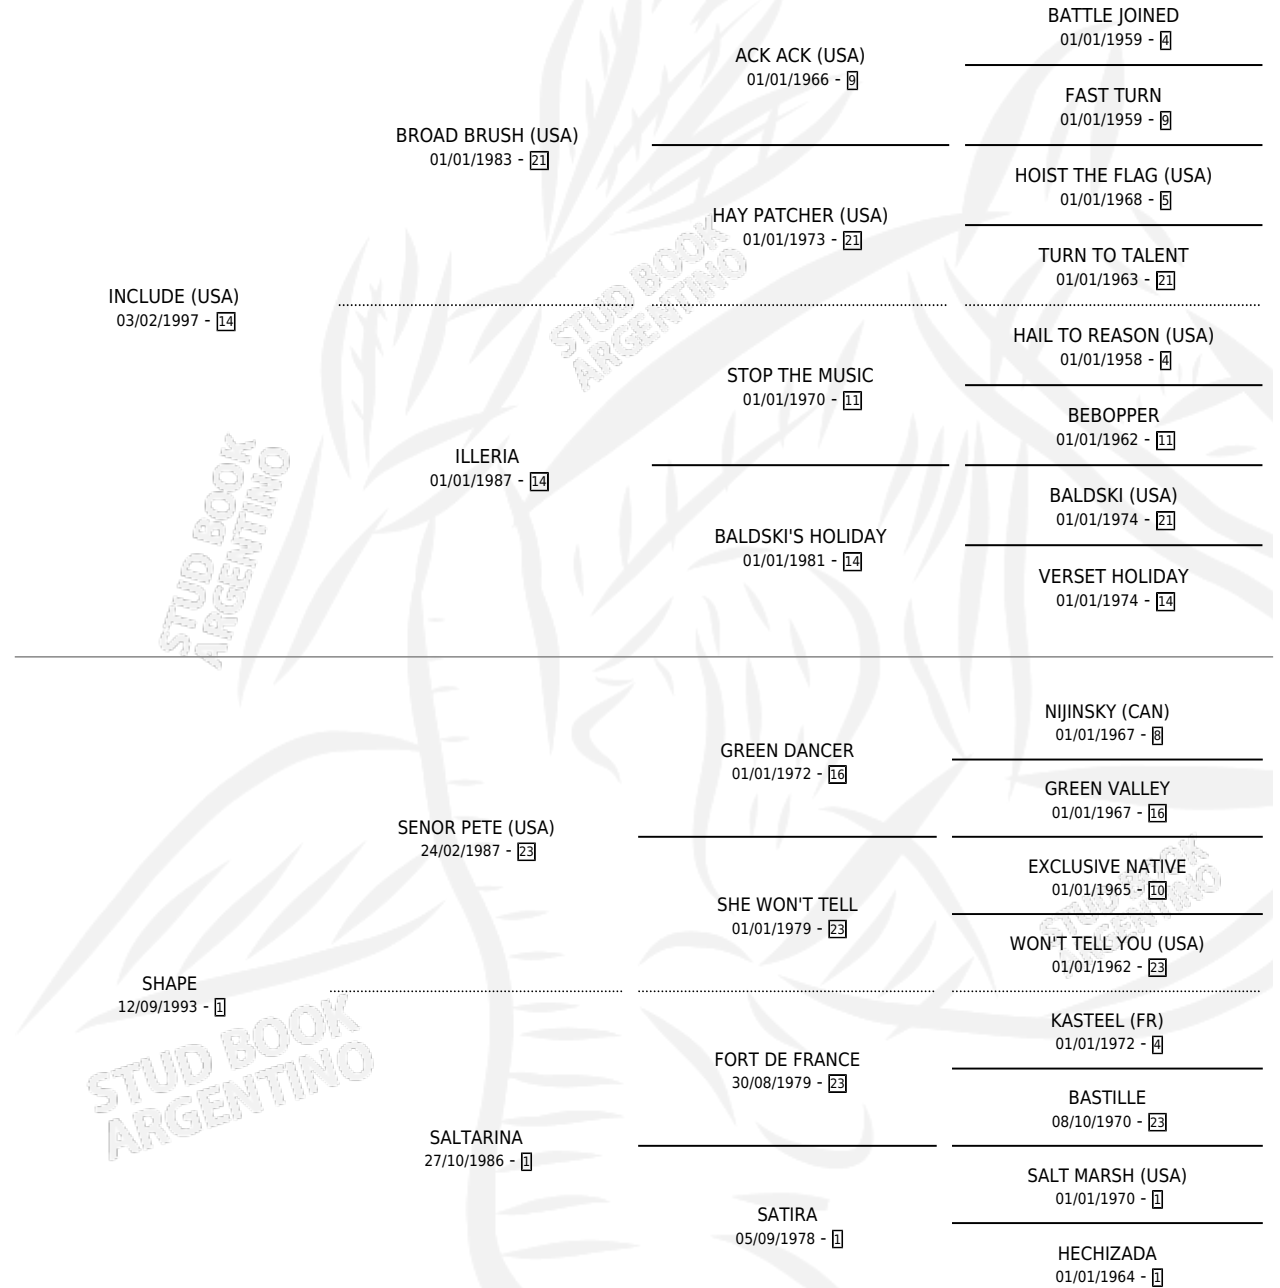 BATTLE JOINED
01/01/1959 - 4
ACK ACK (USA)
01/01/1966 - 9
FAST TURN
01/01/1959 - 9
BROAD BRUSH (USA)
01/01/1983 - 21
HOIST THE FLAG (USA)
01/01/1968 - 5
HAY PATCHER (USA)
01/01/1973 - 21
TURN TO TALENT
01/01/1963 - 21
INCLUDE (USA)
03/02/1997 - 14
HAIL TO REASON (USA)
01/01/1958 - 4
STOP THE MUSIC
01/01/1970 - 11
BEBOPPER
01/01/1962 - 11
ILLERIA
01/01/1987 - 14
BALDSKI (USA)
01/01/1974 - 21
BALDSKI'S HOLIDAY
01/01/1981 - 14
VERSET HOLIDAY
01/01/1974 - 14
STUD BOOK
ARGENTINO
STUD BOOK
ARGENTINO
NIJINSKY (CAN)
01/01/1967 - 8
GREEN DANCER
01/01/1972 - 16
GREEN VALLEY
01/01/1967 - 16
SENOR PETE (USA)
24/02/1987 - 23
EXCLUSIVE NATIVE
01/01/1965 - 10
SHE WON'T TELL
01/01/1979 - 23
WON'T TELL YOU (USA)
01/01/1962 - 23
STUD BOOK
ARGENTINO
SHAPE
12/09/1993 - 1
KASTEEL (FR)
01/01/1972 - 4
FORT DE FRANCE
30/08/1979 - 23
BASTILLE
08/10/1970 - 23
STUD BOOK
ARGENTINO
SALTARINA
27/10/1986 - 1
SALT MARSH (USA)
01/01/1970 - 1
SATIRA
05/09/1978 - 1
HECHIZADA
01/01/1964 - 1